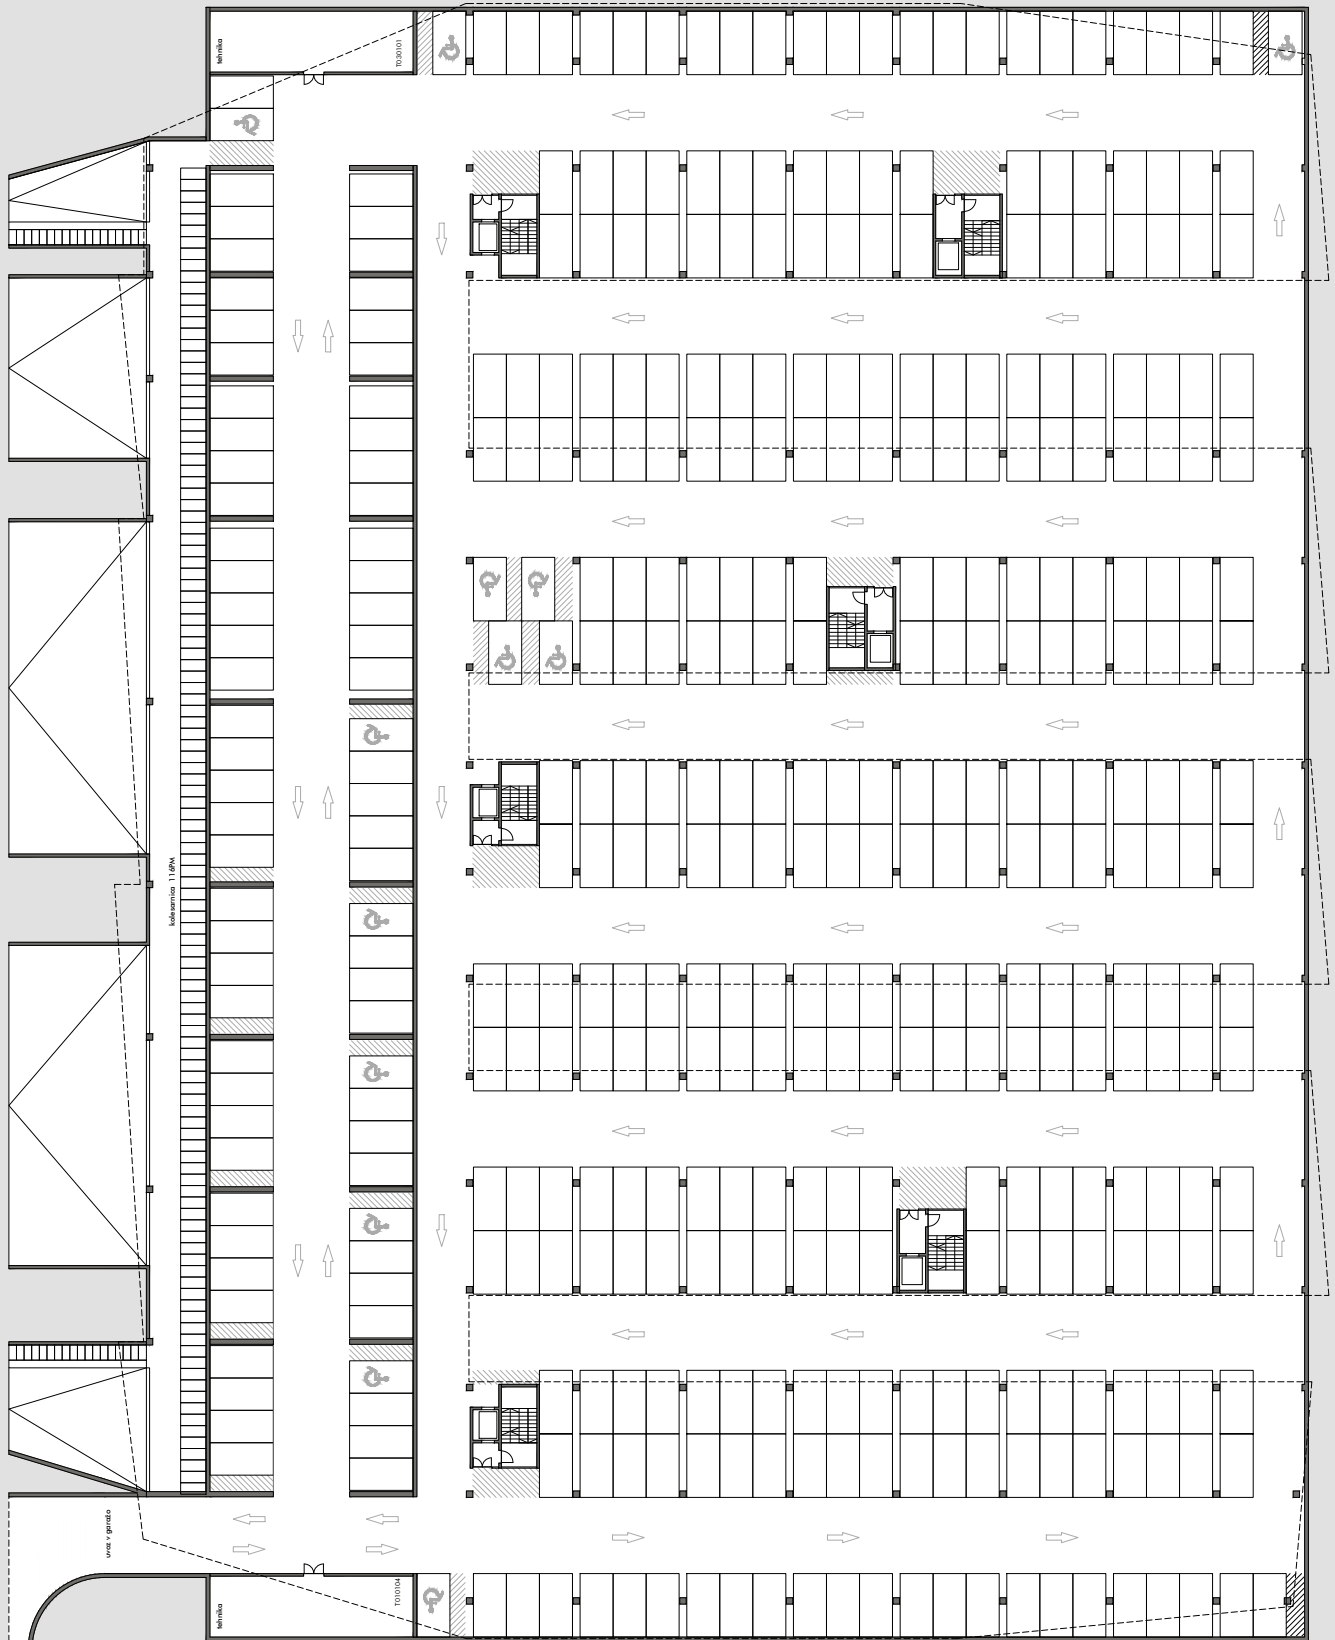 tehnika
T030101
kolesarnica 116PM
uvoz v garažo
T010104
tehnika